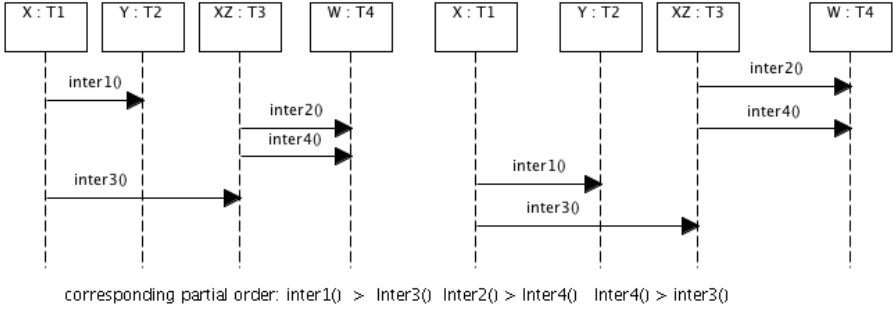 X : T1 Y : T2 XZ : T3 W : T4 X : T1 Y : T2 XZ : T3 W : T4
inter2()
inter1()
inter2() inter4()
inter4()
inter1()
inter3()
inter3()
corresponding partial order: inter1() > Inter3() Inter2() > Inter4() Inter4() > inter3()